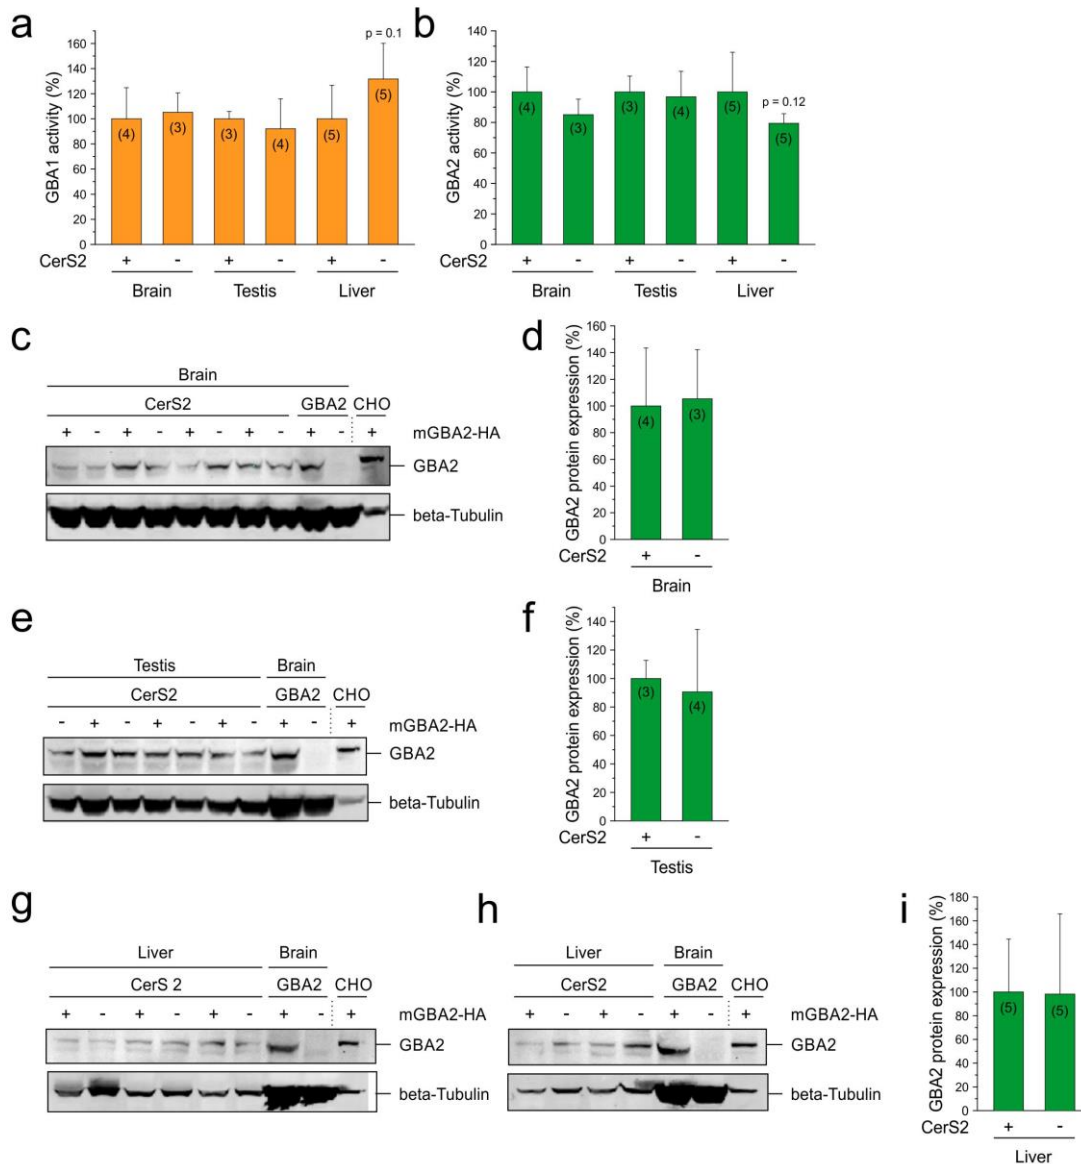 a
GBA1 activity (%)
160
140
120
100
80
60
40
20
0
p = 0.1
(4) (3) (3) (4) (5) (5)
CerS2 + - + - + -
Brain Testis Liver
b
GBA2 activity (%)
140
120
100
80
60
40
20
0
p = 0.12
(4) (3) (3) (4) (5) (5)
CerS2 + - + - + -
Brain Testis Liver
c
Brain
CerS2 GBA2 CHO
+ - + - + - + - + - + mGBA2-HA
GBA2
beta-Tubulin
d
GBA2 protein expression (%)
160
140
120
100
80
60
40
20
0
(4) (3)
CerS2 + -
Brain
e
Testis Brain
CerS2 GBA2 CHO
- + - + - + - + - + mGBA2-HA
GBA2
beta-Tubulin
f
GBA2 protein expression (%)
140
120
100
80
60
40
20
0
(3) (4)
CerS2 + -
Testis
g
Liver Brain
CerS 2 GBA2 CHO
+ - + - + - + - + mGBA2-HA
GBA2
beta-Tubulin
h
Liver Brain
CerS2 GBA2 CHO
+ - + - + - + mGBA2-HA
GBA2
beta-Tubulin
i
GBA2 protein expression (%)
180
160
140
120
100
80
60
40
20
0
(5) (5)
CerS2 + -
Liver